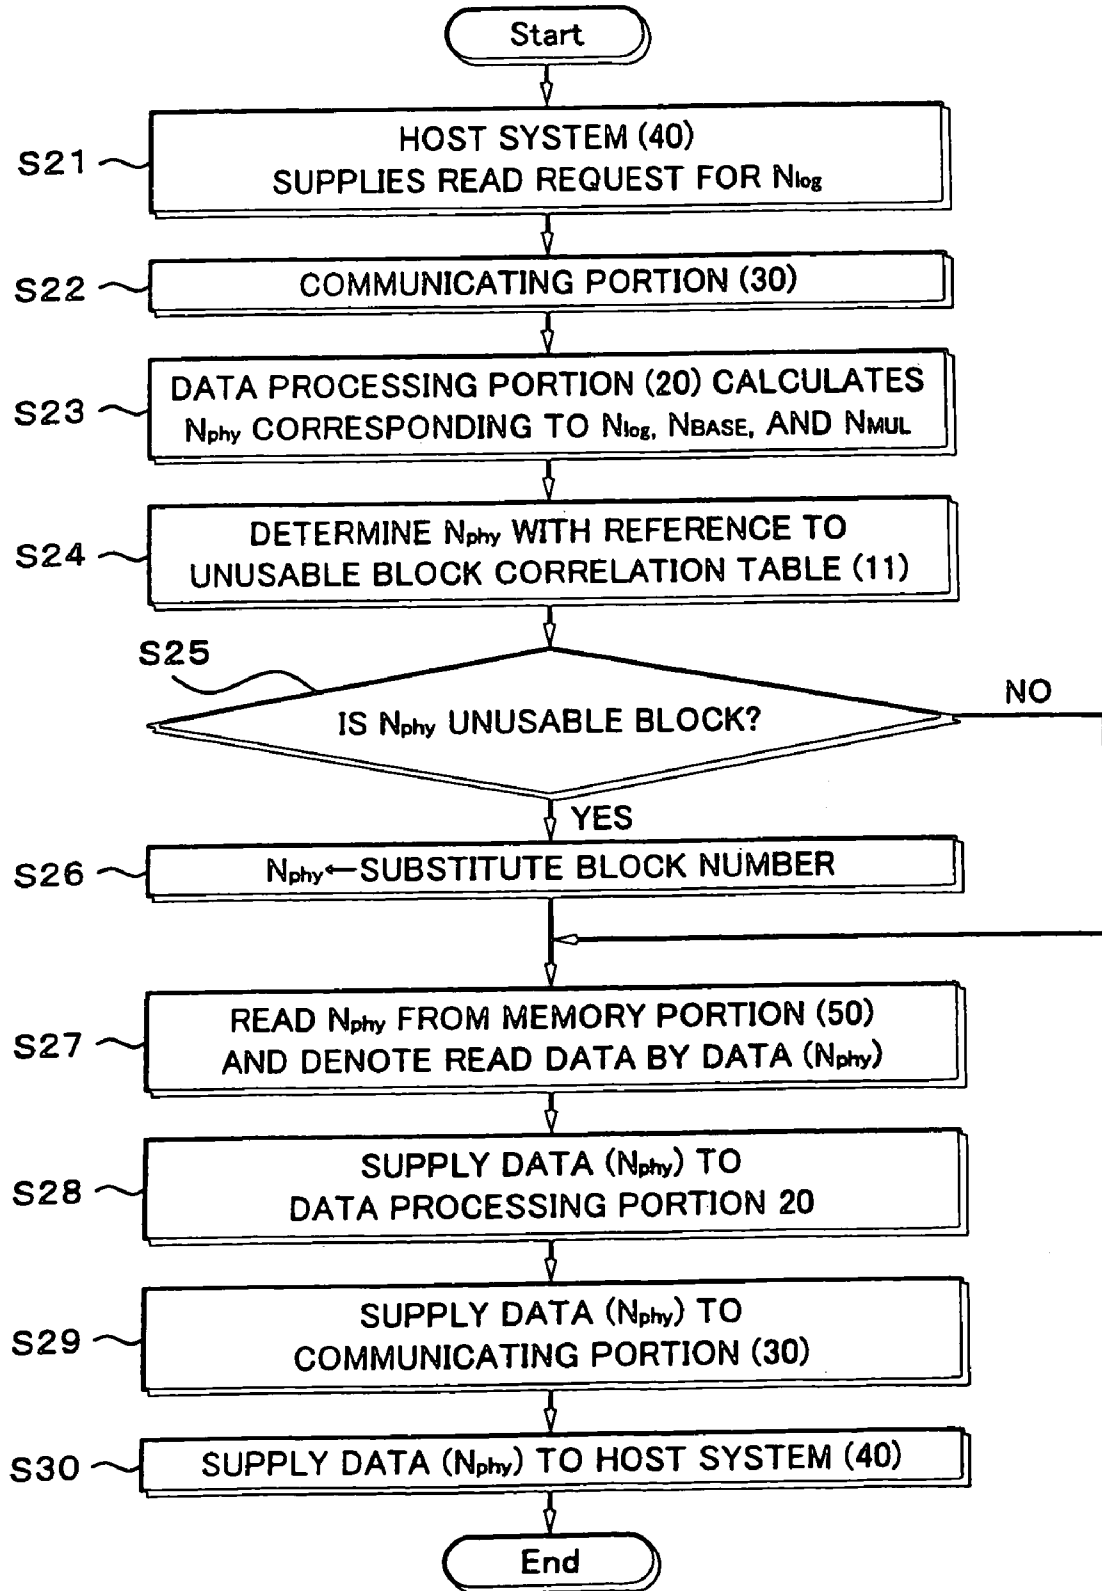 Start
S21
HOST SYSTEM (40)
SUPPLIES READ REQUEST FOR Nlog
S22
COMMUNICATING PORTION (30)
S23
DATA PROCESSING PORTION (20) CALCULATES
Nphy CORRESPONDING TO Nlog, NBASE, AND NMUL
S24
DETERMINE Nphy WITH REFERENCE TO
UNUSABLE BLOCK CORRELATION TABLE (11)
S25
IS Nphy UNUSABLE BLOCK?
NO
YES
S26
Nphy←SUBSTITUTE BLOCK NUMBER
S27
READ Nphy FROM MEMORY PORTION (50)
AND DENOTE READ DATA BY DATA (Nphy)
S28
SUPPLY DATA (Nphy) TO
DATA PROCESSING PORTION 20
S29
SUPPLY DATA (Nphy) TO
COMMUNICATING PORTION (30)
S30
SUPPLY DATA (Nphy) TO HOST SYSTEM (40)
End